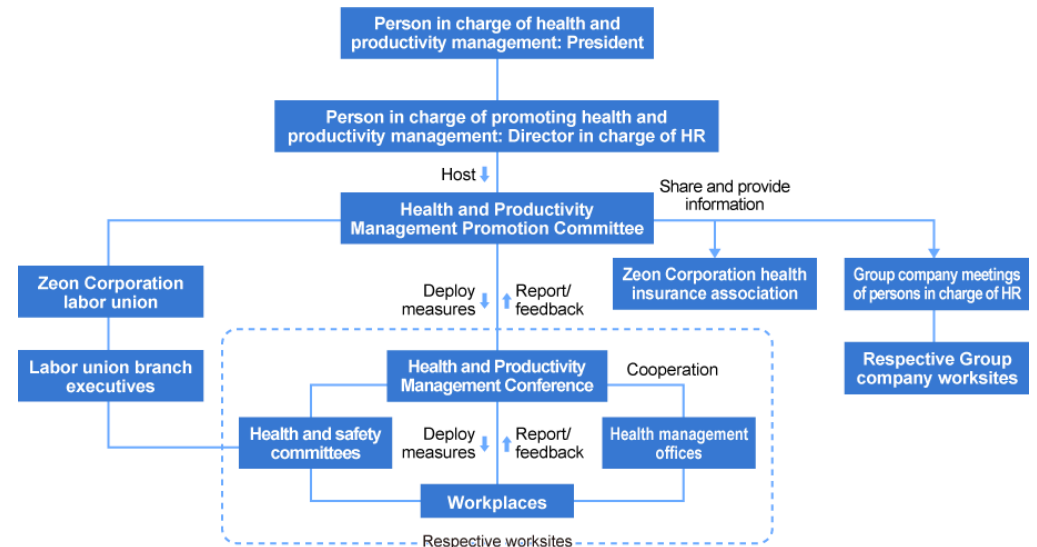 Person in charge of health and
productivity management: President
Person in charge of promoting health and
productivity management: Director in charge of HR
Host
Share and provide
information
Health and Productivity
Management Promotion Committee
Zeon Corporation
labor union
Deploy
measures
Report/
feedback
Zeon Corporation health
insurance association
Group company meetings
of persons in charge of HR
Labor union branch
executives
Health and Productivity
Management Conference
Cooperation
Respective Group
company worksites
Health and safety
committees
Deploy
measures
Report/
feedback
Health management
offices
Workplaces
Respective worksites